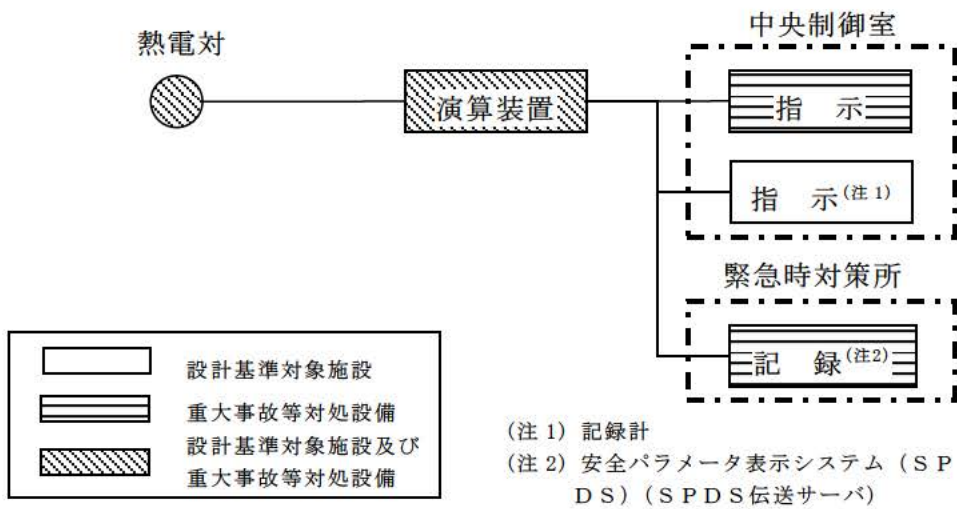 中央制御室
熱電対
演算装置
指 示
指 示(注1)
緊急時対策所
記 録(注2)
設計基準対象施設
重大事故等対処設備
設計基準対象施設及び
重大事故等対処設備
(注 1) 記録計
(注 2) 安全パラメータ表示システム(SP
DS)(SPDS伝送サーバ)